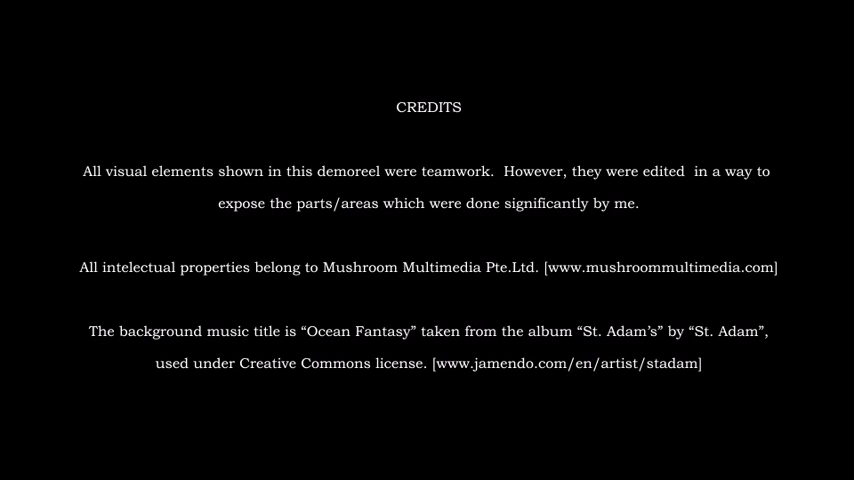 CREDITS
All visual elements shown in this demoreel were teamwork.  However, they were edited  in a way to
expose the parts/areas which were done significantly by me.
All intelectual properties belong to Mushroom Multimedia Pte.Ltd. [www.mushroommultimedia.com]
The background music title is “Ocean Fantasy” taken from the album “St. Adam’s” by “St. Adam”,
used under Creative Commons license. [www.jamendo.com/en/artist/stadam]